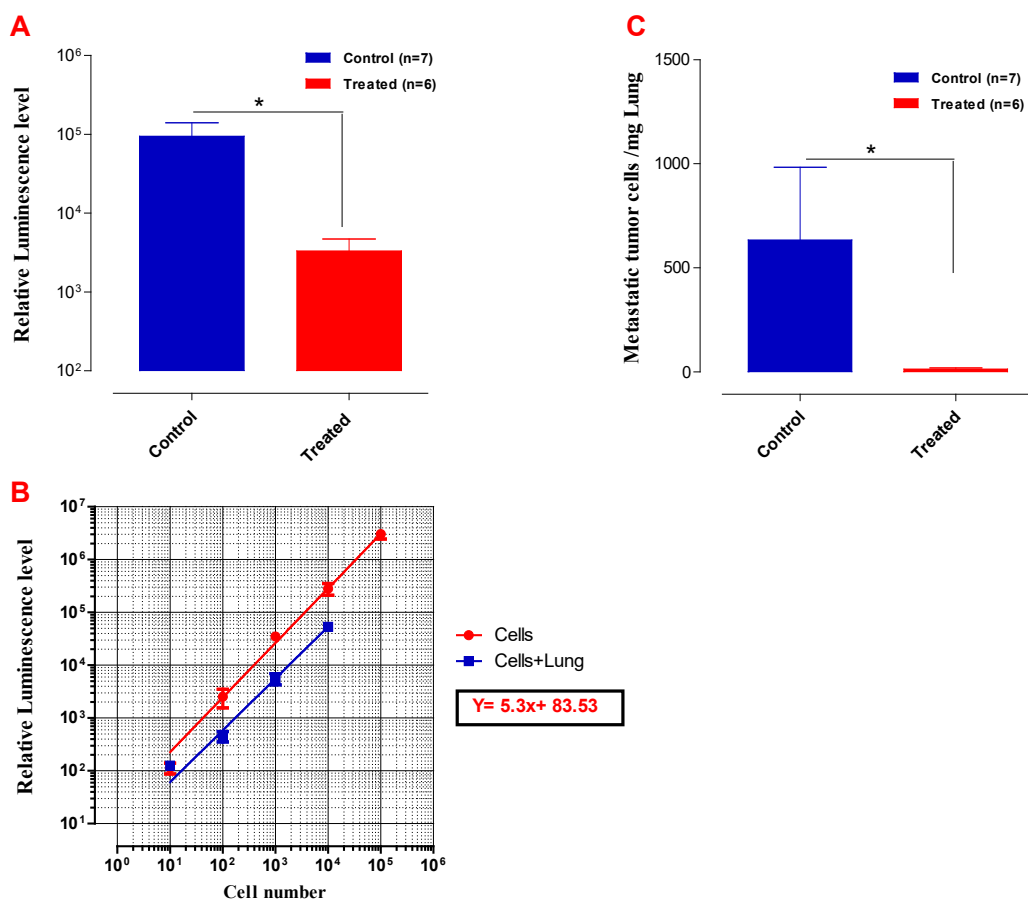 A
Relative Luminescence level
10⁶
10⁵
10⁴
10³
10²
Control (n=7)
Treated (n=6)
*
Control
Treated
C
Metastatic tumor cells /mg Lung
1500
1000
500
0
Control (n=7)
Treated (n=6)
*
Control
Treated
B
Relative Luminescence level
10⁷
10⁶
10⁵
10⁴
10³
10²
10¹
10⁰ 10¹ 10² 10³ 10⁴ 10⁵ 10⁶
Cell number
Cells
Cells+Lung
Y= 5.3x+ 83.53